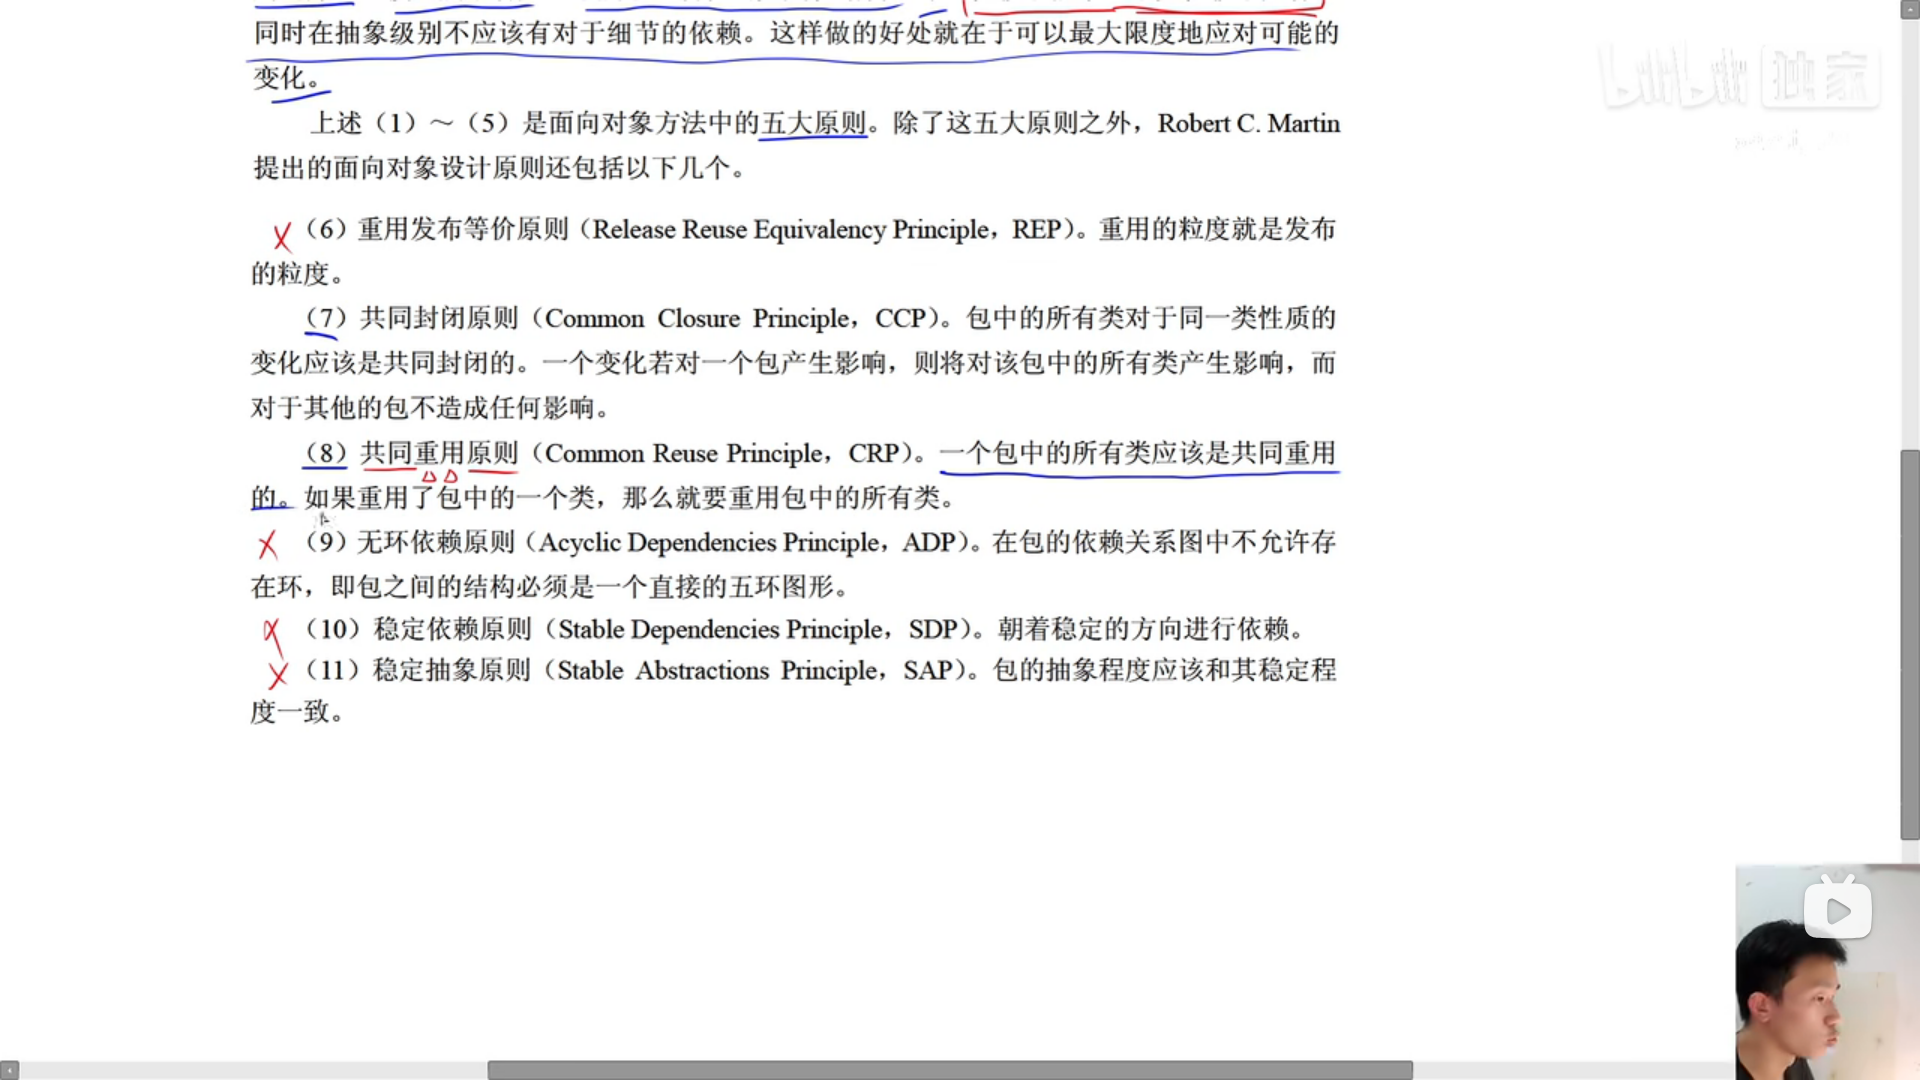 同时在抽象级别不应该有对于细节的依赖。这样做的好处就在于可以最大限度地应对可能的
变化。
上述（1）～（5）是面向对象方法中的五大原则。除了这五大原则之外，Robert C. Martin
提出的面向对象设计原则还包括以下几个。
（6）重用发布等价原则（Release Reuse Equivalency Principle，REP）。重用的粒度就是发布
的粒度。
（7）共同封闭原则（Common Closure Principle，CCP）。包中的所有类对于同一类性质的
变化应该是共同封闭的。一个变化若对一个包产生影响，则将对该包中的所有类产生影响，而
对于其他的包不造成任何影响。
（8）共同重用原则（Common Reuse Principle，CRP）。一个包中的所有类应该是共同重用
的。如果重用了包中的一个类，那么就要重用包中的所有类。
（9）无环依赖原则（Acyclic Dependencies Principle，ADP）。在包的依赖关系图中不允许存
在环，即包之间的结构必须是一个直接的五环图形。
（10）稳定依赖原则（Stable Dependencies Principle，SDP）。朝着稳定的方向进行依赖。
（11）稳定抽象原则（Stable Abstractions Principle，SAP）。包的抽象程度应该和其稳定程
度一致。
bilibili 独家